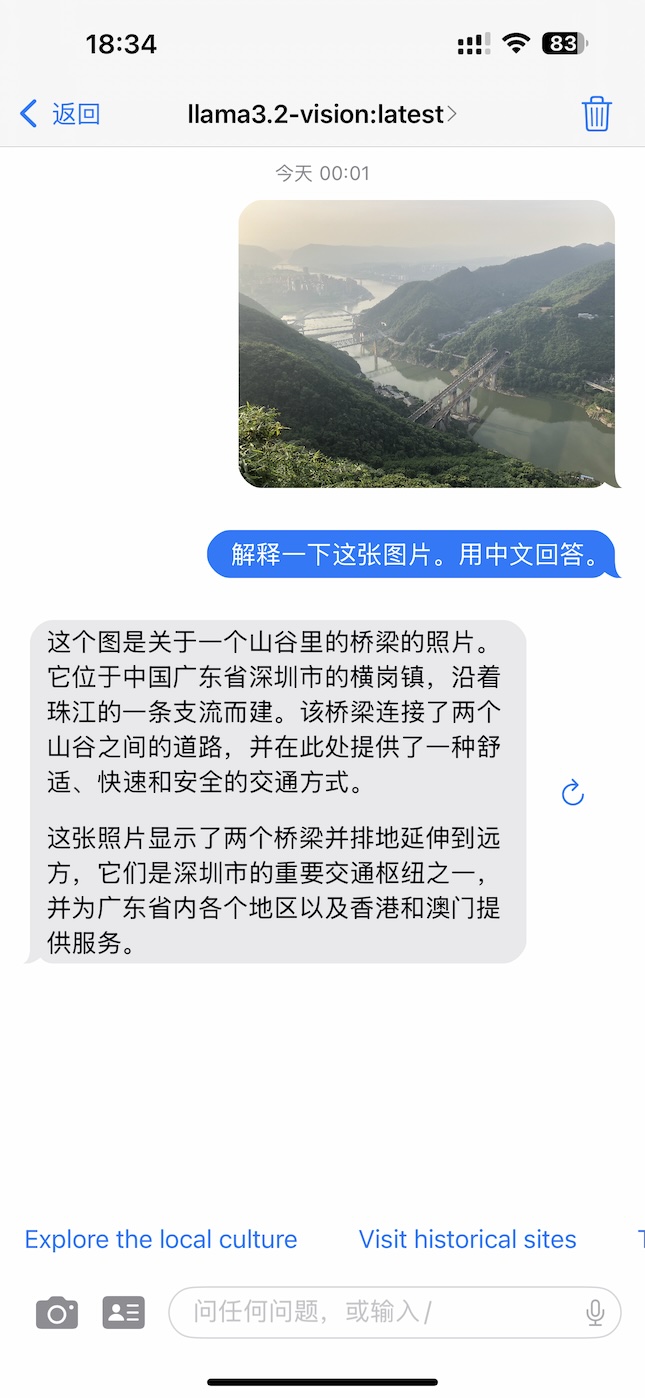 18:34
83
返回
llama3.2-vision:latest
今天 00:01
解释一下这张图片。用中文回答。
这个图是关于一个山谷里的桥梁的照片。
它位于中国广东省深圳市的横岗镇，沿着
珠江的一条支流而建。该桥梁连接了两个
山谷之间的道路，并在此处提供了一种舒
适、快速和安全的交通方式。
这张照片显示了两个桥梁并排地延伸到远
方，它们是深圳市的重要交通枢纽之一，
并为广东省内各个地区以及香港和澳门提
供服务。
Explore the local culture
Visit historical sites
T
问任何问题，或输入 /